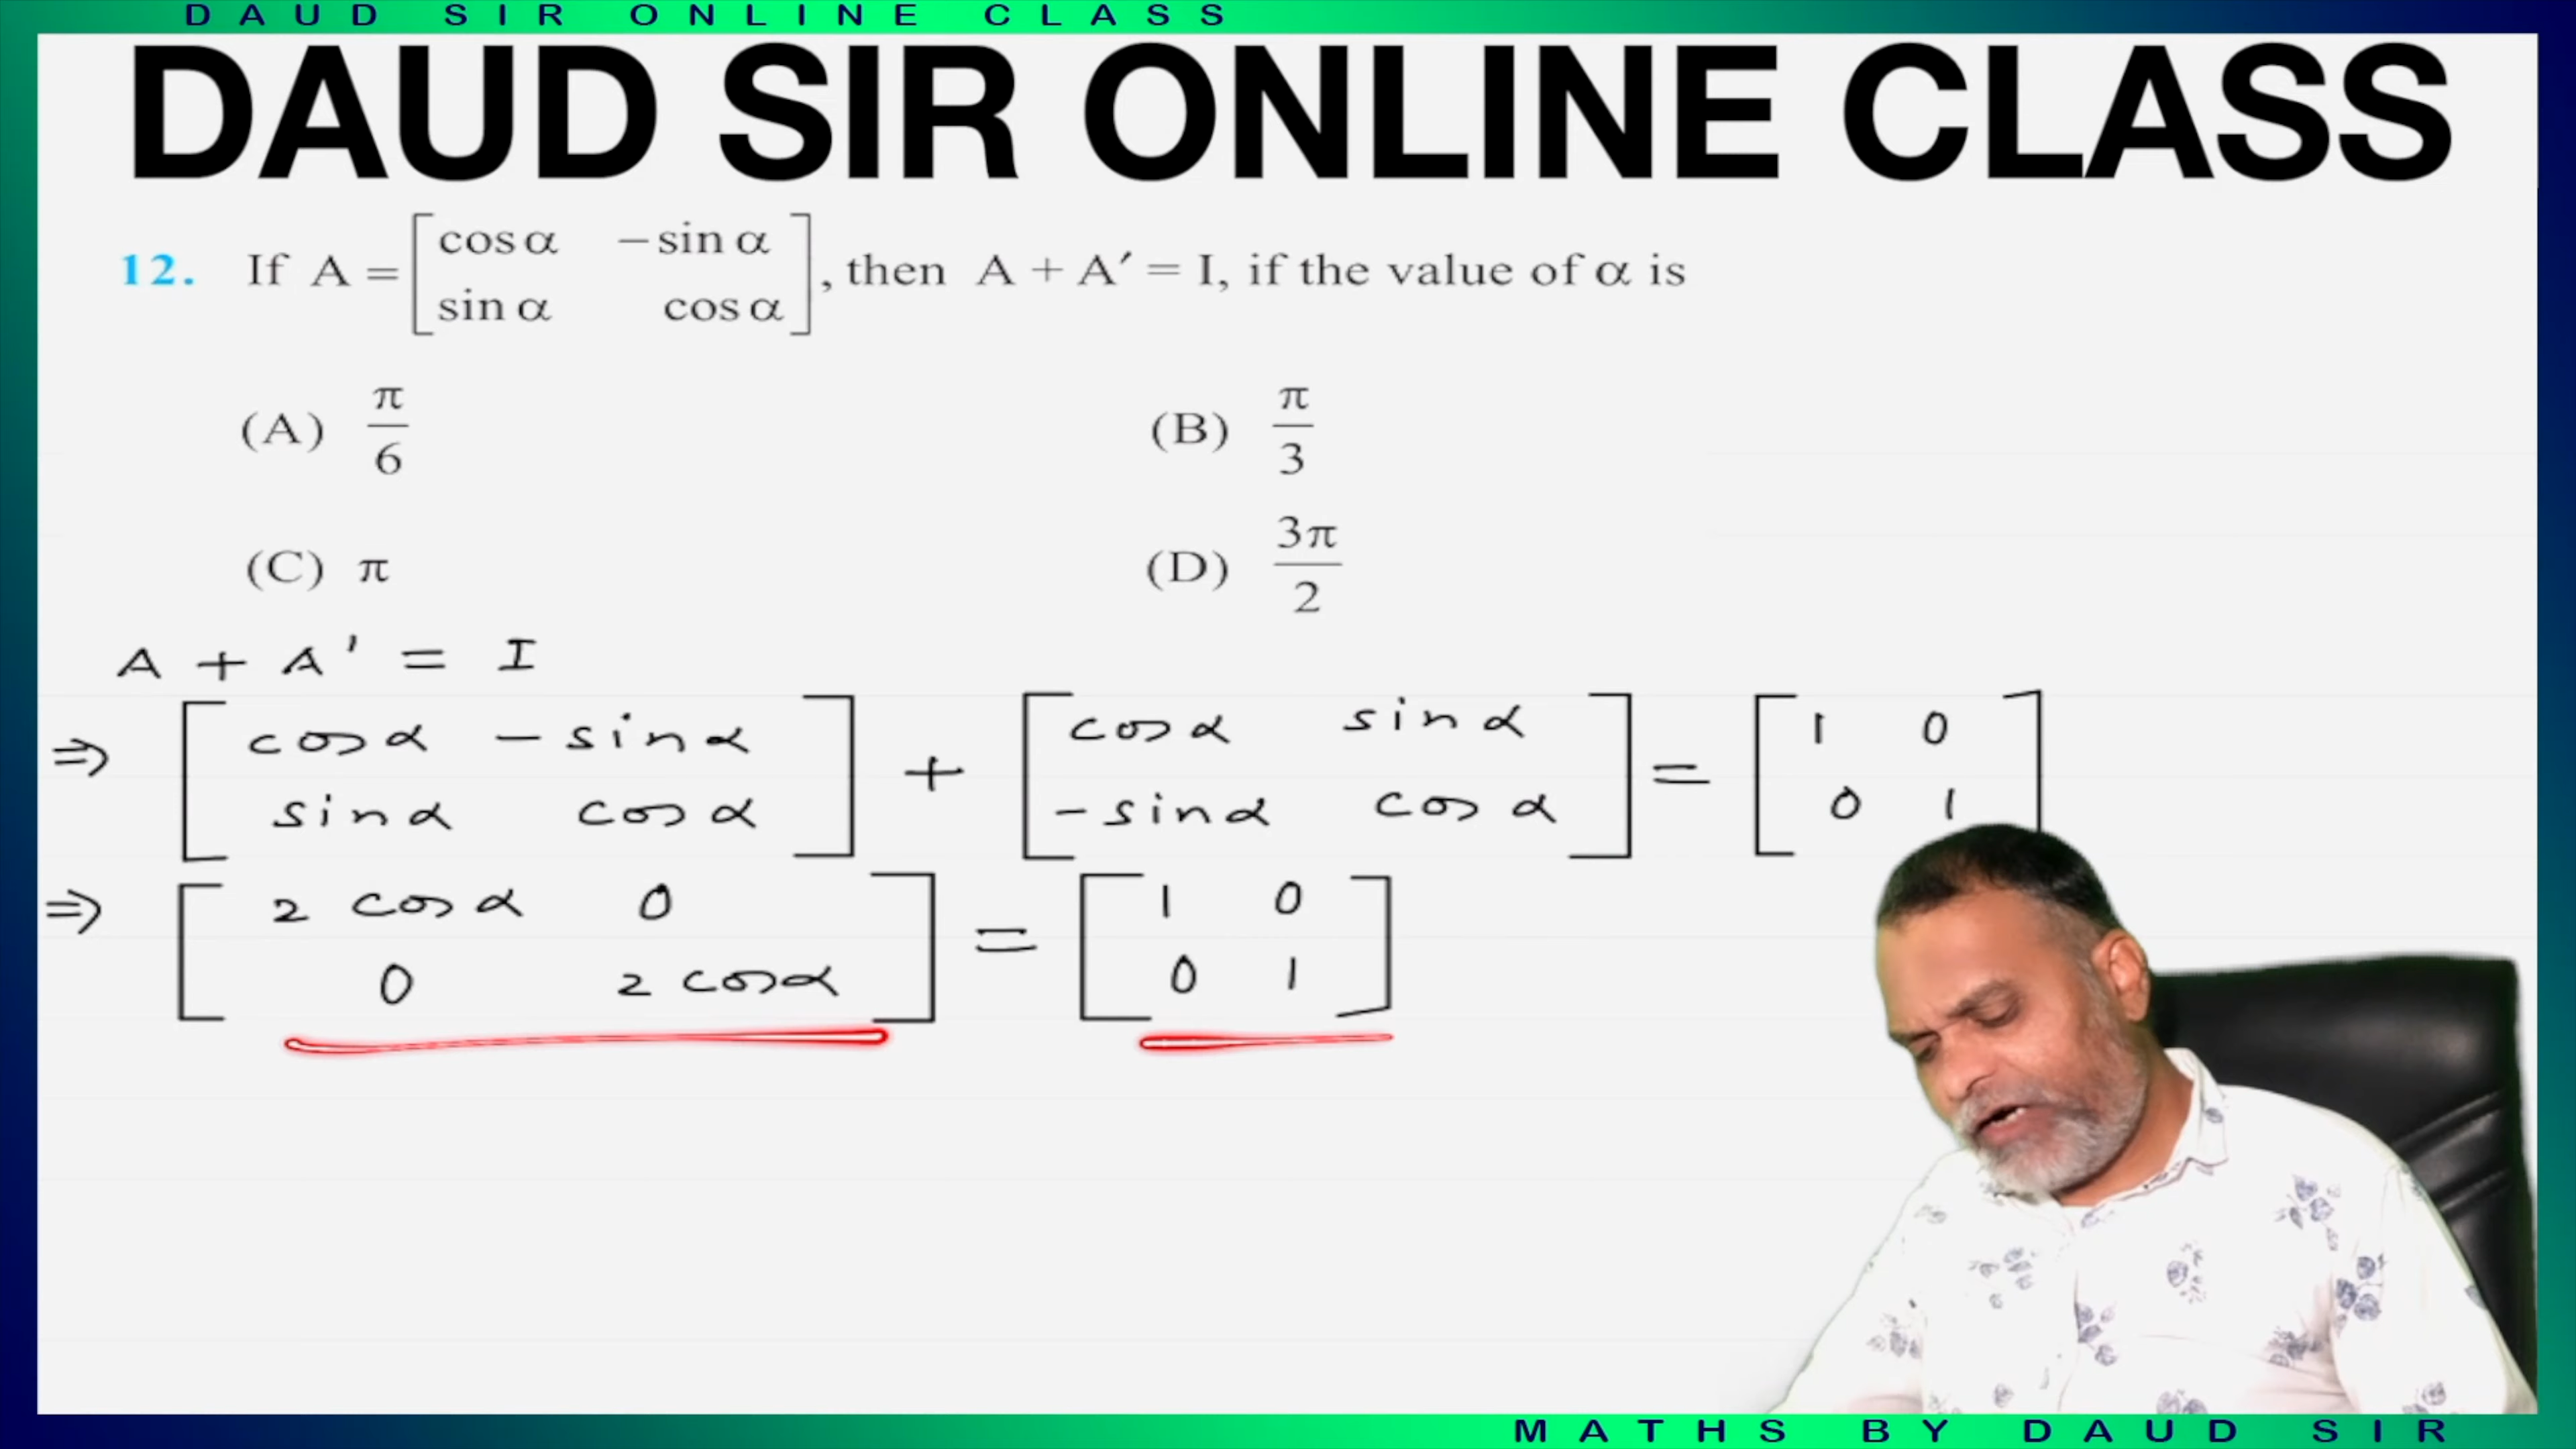 DAUD SIR ONLINE CLASS
DAUD SIR ONLINE CLASS
12. If A = [cos α −sin α
sin α cos α], then A + A′ = I, if the value of α is
(A) π/6 (B) π/3
(C) π (D) 3π/2
A + A' = I
⇒ [cos α − sin α
sin α cos α] + [cos α sin α
−sin α cos α] = [1 0
0 1]
⇒ [2 cos α 0
0 2 cos α] = [1 0
0 1]
MATHS BY DAUD SIR